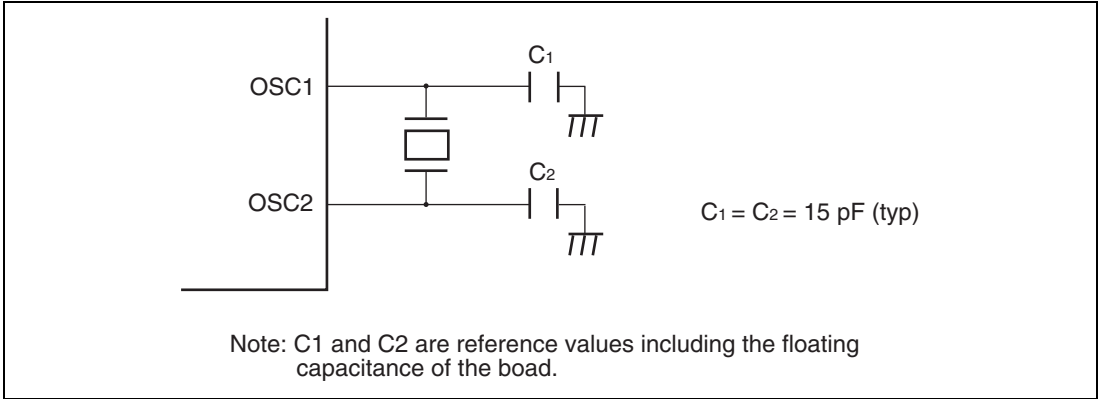 C1
OSC1
C2
OSC2
C1 = C2 = 15 pF (typ)
Note: C1 and C2 are reference values including the floating
capacitance of the boad.